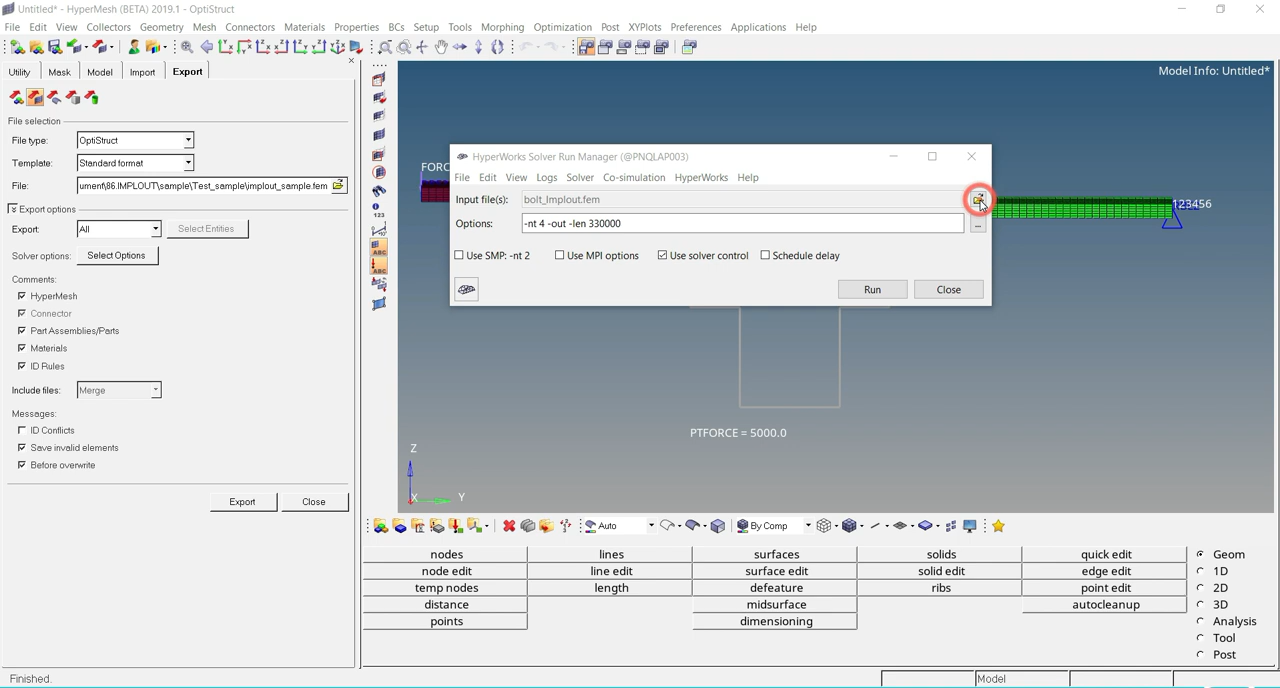 Untitled* - HyperMesh (BETA) 2019.1 - OptiStruct
File Edit View Collectors Geometry Mesh Connectors Materials Properties BCs Setup Tools Morphing Optimization Post XYPlots Preferences Applications Help
Utility Mask Model Import Export
File selection
File type: OptiStruct
Template: Standard format
File: ument\86.IMPLOUT\sample\Test_sample\implout_sample.fem
Export options
Export: All Select Entities
Solver options: Select Options
Comments:
HyperMesh
Connector
Part Assemblies/Parts
Materials
ID Rules
Include files: Merge
Messages:
ID Conflicts
Save invalid elements
Before overwrite
Export Close
Model Info: Untitled*
FORC
HyperWorks Solver Run Manager (@PNQLAP003)
File Edit View Logs Solver Co-simulation HyperWorks Help
Input file(s): bolt_Implout.fem
Options: -nt 4 -out -len 330000 ...
Use SMP: -nt 2 Use MPI options Use solver control Schedule delay
Run Close
123456
PTFORCE = 5000.0
Z
X Y
123
ABC
ABC
Auto By Comp
nodes lines surfaces solids quick edit Geom
node edit line edit surface edit solid edit edge edit 1D
temp nodes length defeature ribs point edit 2D
distance midsurface autocleanup 3D
points dimensioning Analysis
Tool
Post
Finished. Model